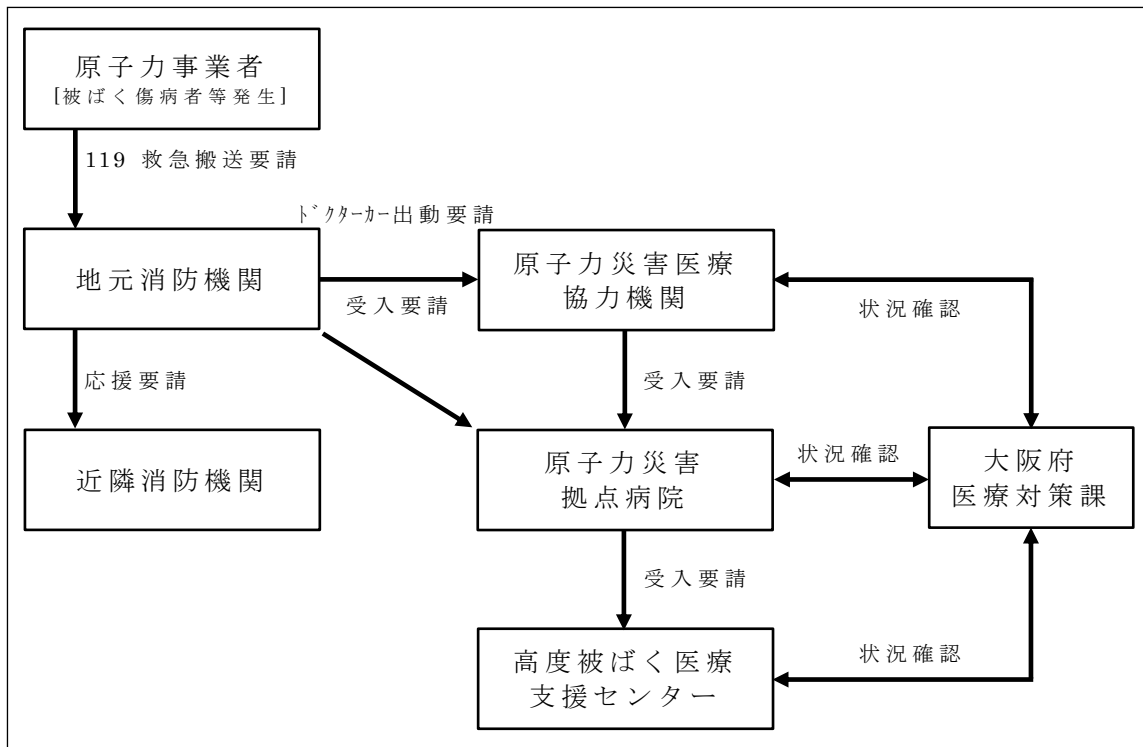 原子力事業者
[被ばく傷病者等発生]
119 救急搬送要請
ﾄﾞｸﾀｰｶｰ出動要請
地元消防機関
受入要請
原子力災害医療
協力機関
状況確認
応援要請
受入要請
近隣消防機関
原子力災害
拠点病院
状況確認
大阪府
医療対策課
受入要請
高度被ばく医療
支援センター
状況確認